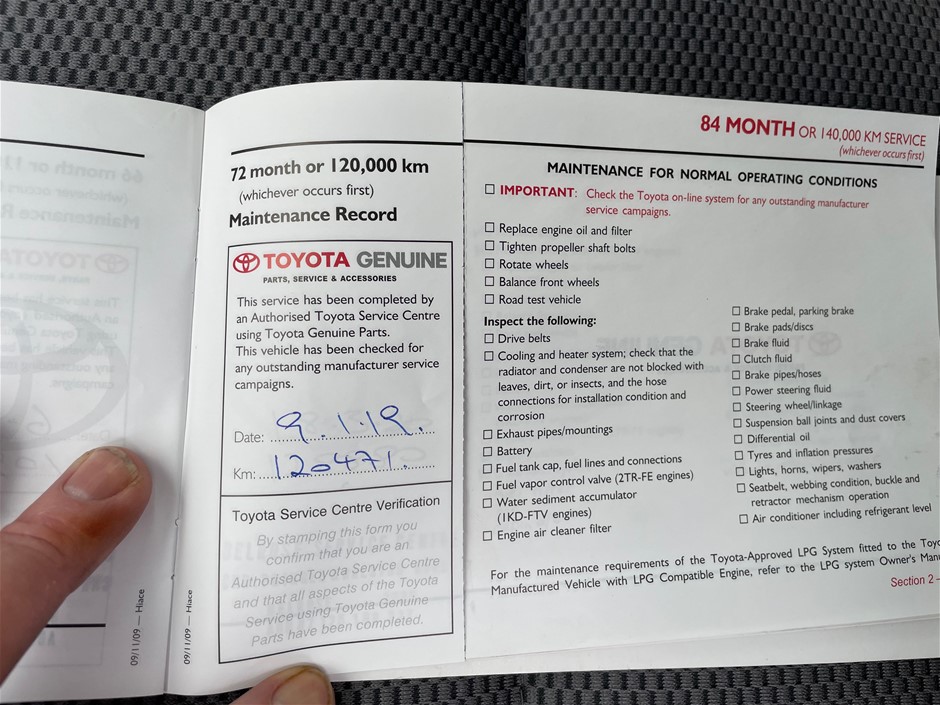 72 month or 120,000 km
(whichever occurs first)
Maintenance Record
TOYOTA GENUINE
PARTS, SERVICE & ACCESSORIES
This service has been completed by
an Authorised Toyota Service Centre
using Toyota Genuine Parts.
This vehicle has been checked for
any outstanding manufacturer service
campaigns.
Date: 9.1.19.
Km: 120471.
Toyota Service Centre Verification
By stamping this form you
confirm that you are an
Authorised Toyota Service Centre
and that all aspects of the Toyota
Service using Toyota Genuine
Parts have been completed.
09/11/09 — Hiace
09/11/09 — Hiace
84 MONTH OR 140,000 KM SERVICE
(whichever occurs first)
MAINTENANCE FOR NORMAL OPERATING CONDITIONS
IMPORTANT: Check the Toyota on-line system for any outstanding manufacturer
service campaigns.
Replace engine oil and filter
Tighten propeller shaft bolts
Rotate wheels
Balance front wheels
Road test vehicle
Inspect the following:
Drive belts
Cooling and heater system; check that the
radiator and condenser are not blocked with
leaves, dirt, or insects, and the hose
connections for installation condition and
corrosion
Exhaust pipes/mountings
Battery
Fuel tank cap, fuel lines and connections
Fuel vapor control valve (2TR-FE engines)
Water sediment accumulator
(1KD-FTV engines)
Engine air cleaner filter
Brake pedal, parking brake
Brake pads/discs
Brake fluid
Clutch fluid
Brake pipes/hoses
Power steering fluid
Steering wheel/linkage
Suspension ball joints and dust covers
Differential oil
Tyres and inflation pressures
Lights, horns, wipers, washers
Seatbelt, webbing condition, buckle and
retractor mechanism operation
Air conditioner including refrigerant level
For the maintenance requirements of the Toyota-Approved LPG System fitted to the
Manufactured Vehicle with LPG Compatible Engine, refer to the LPG system Owner's
Section 2